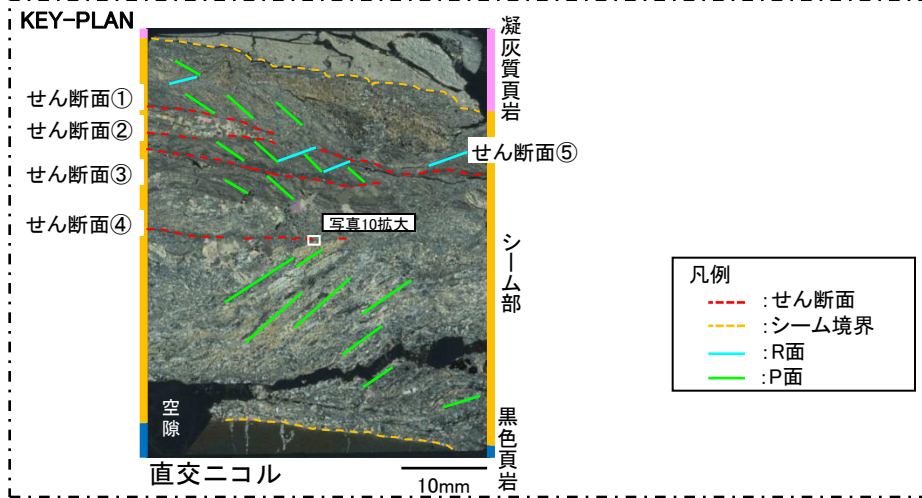 KEY-PLAN
凝灰質頁岩
せん断面①
せん断面②
せん断面⑤
せん断面③
写真10拡大
せん断面④
シーム部
凡例
:せん断面
:シーム境界
:R面
:P面
空隙
黒色頁岩
直交ニコル
10mm